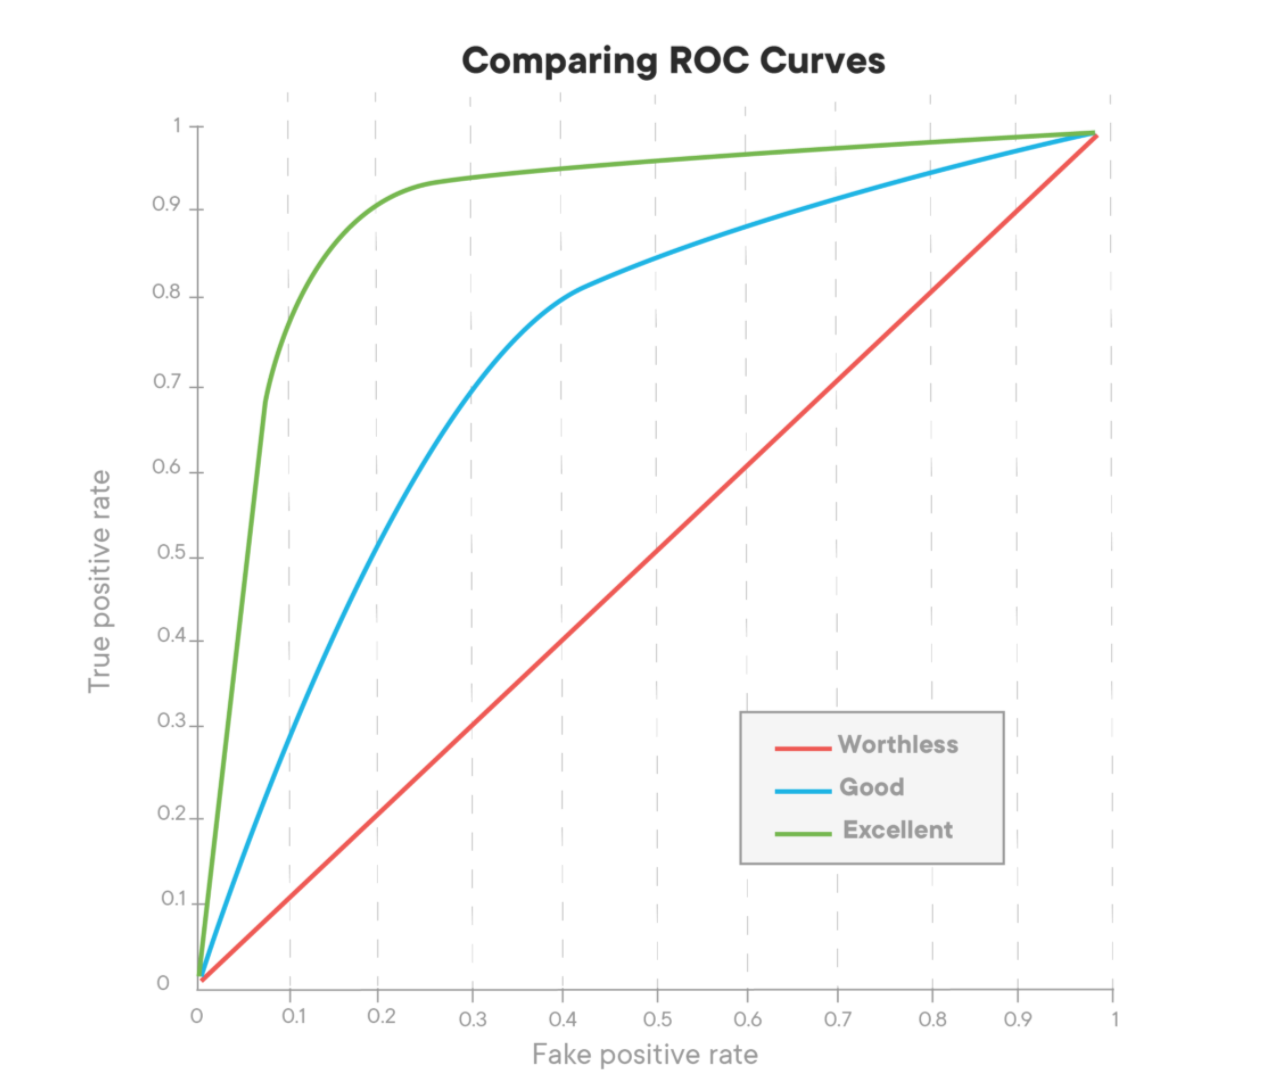 Comparing ROC Curves
1
0.9
0.8
0.7
0.6
0.5
0.4
0.3
0.2
0.1
0
True positive rate
Worthless
Good
Excellent
0 0.1 0.2 0.3 0.4 0.5 0.6 0.7 0.8 0.9 1
Fake positive rate